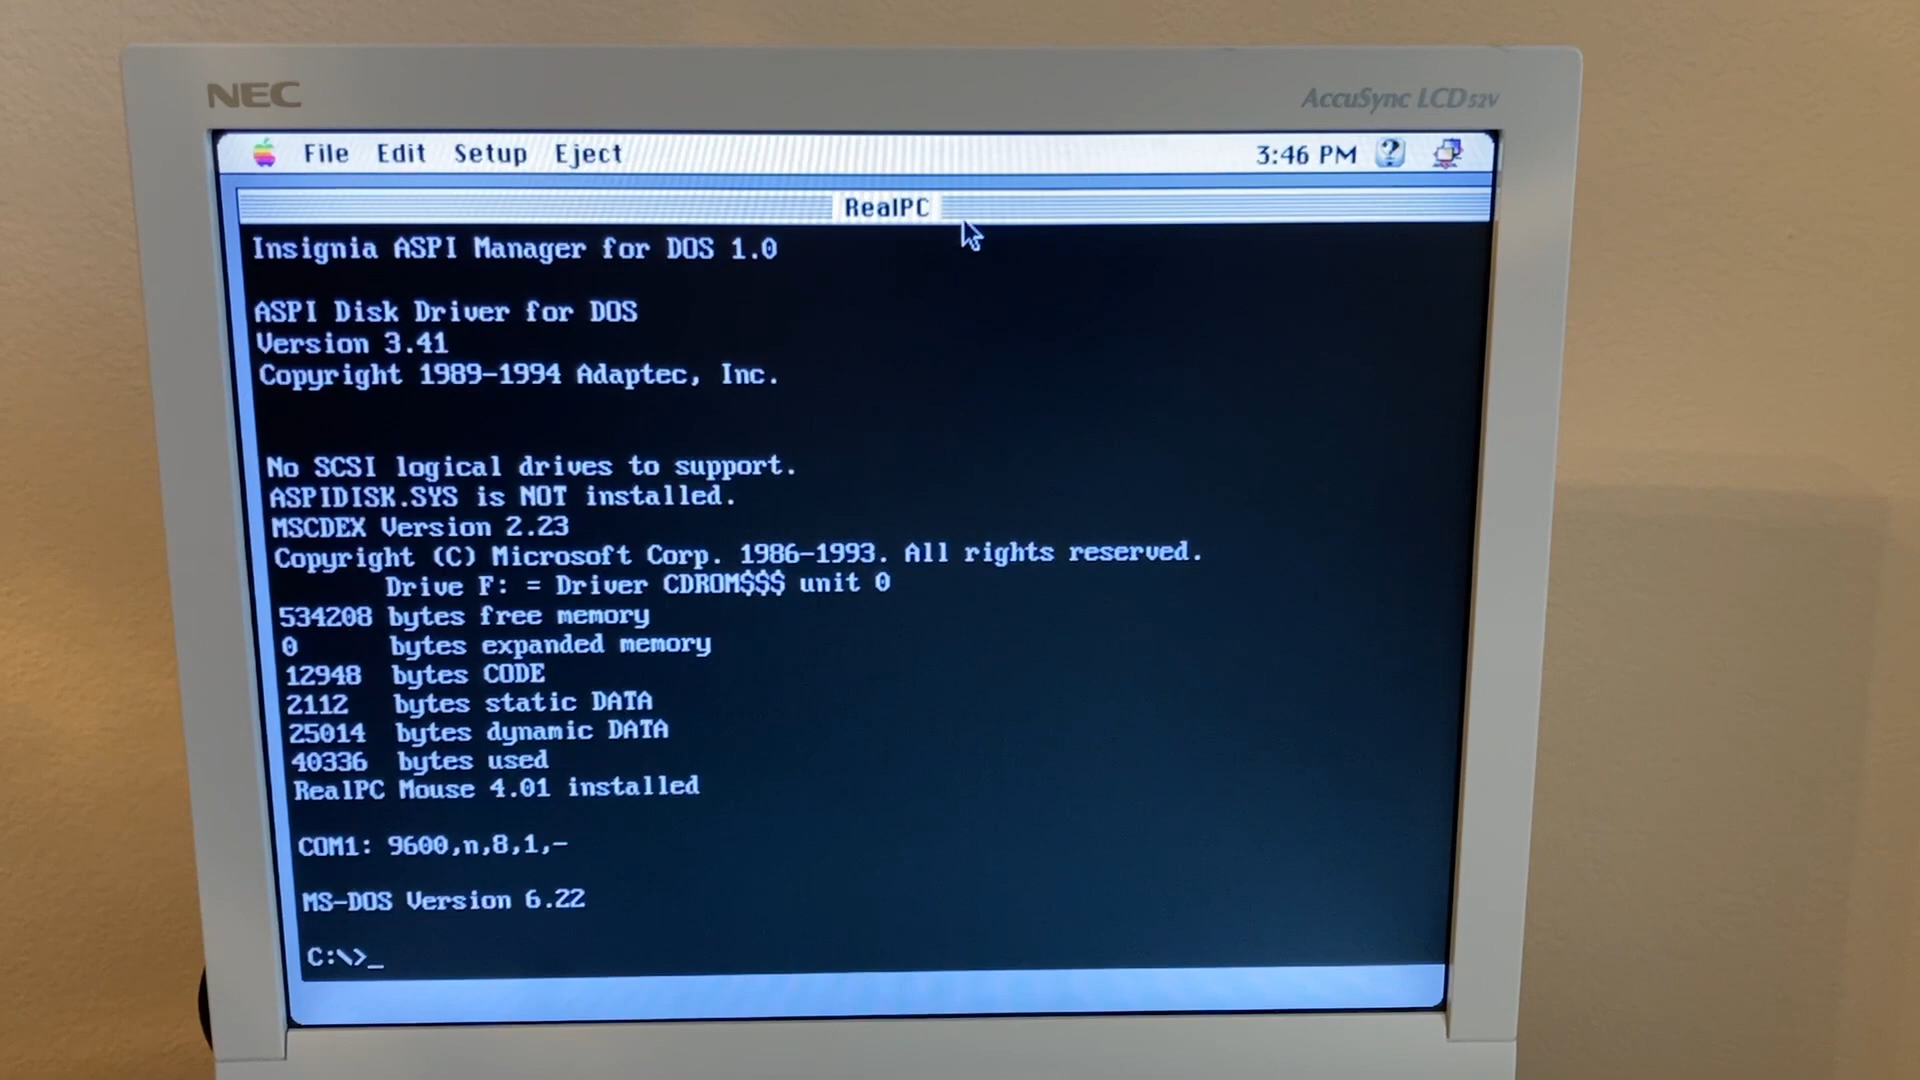 NEC
AccuSync LCD52V
File Edit Setup Eject 3:46 PM
RealPC
Insignia ASPI Manager for DOS 1.0
ASPI Disk Driver for DOS
Version 3.41
Copyright 1989-1994 Adaptec, Inc.
No SCSI logical drives to support.
ASPIDISK.SYS is NOT installed.
MSCDEX Version 2.23
Copyright (C) Microsoft Corp. 1986-1993. All rights reserved.
Drive F: = Driver CDROM$$$ unit 0
534208 bytes free memory
0 bytes expanded memory
12948 bytes CODE
2112 bytes static DATA
25014 bytes dynamic DATA
40336 bytes used
RealPC Mouse 4.01 installed
COM1: 9600,n,8,1,-
MS-DOS Version 6.22
C:\>_